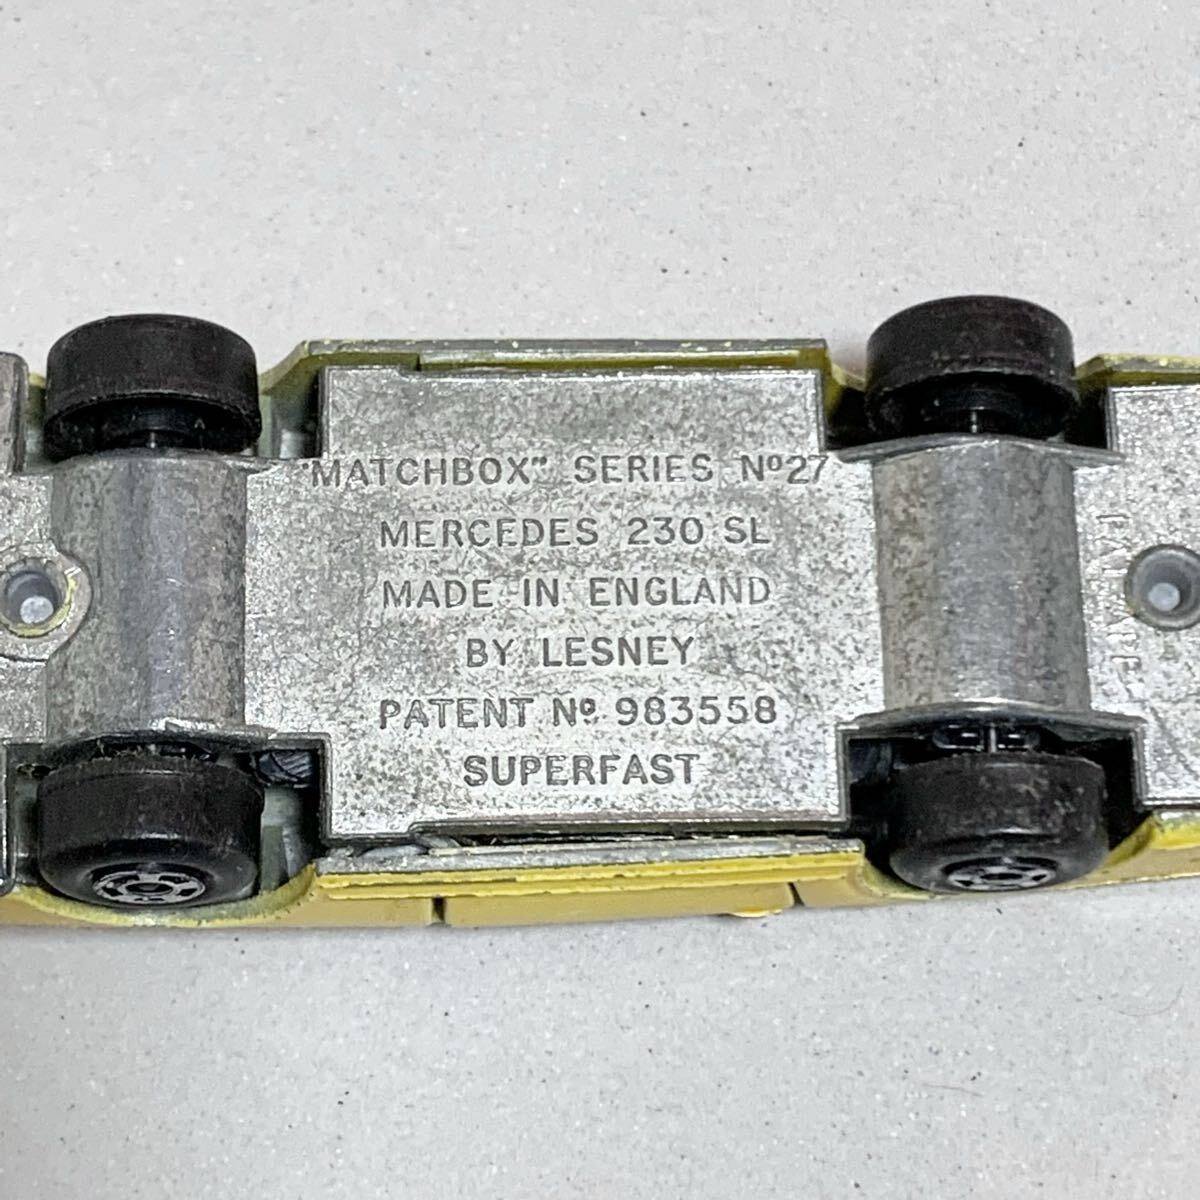 "MATCHBOX" SERIES Nº27
MERCEDES 230 SL
MADE IN ENGLAND
BY LESNEY
PATENT Nº 983558
SUPERFAST